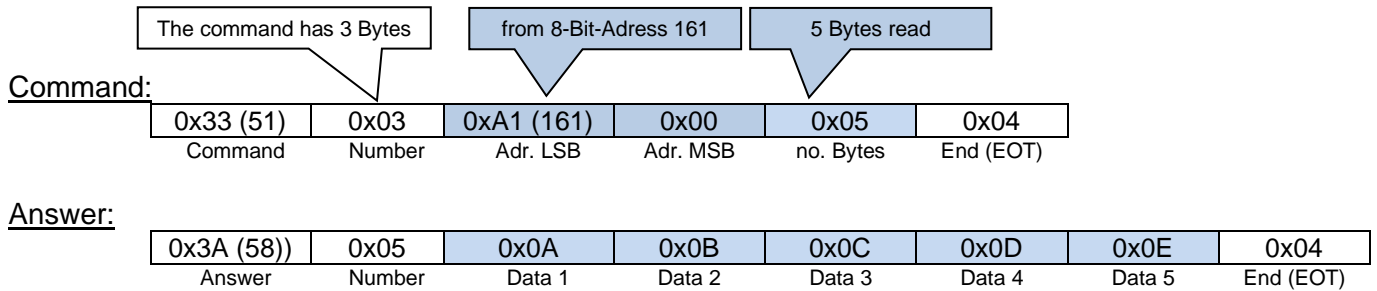 The command has 3 Bytes from 8-Bit-Adress 161 5 Bytes read
Command:
0x33 (51) 0x03 0xA1 (161) 0x00 0x05 0x04
Command Number Adr. LSB Adr. MSB no. Bytes End (EOT)
Answer:
0x3A (58)) 0x05 0x0A 0x0B 0x0C 0x0D 0x0E 0x04
Answer Number Data 1 Data 2 Data 3 Data 4 Data 5 End (EOT)